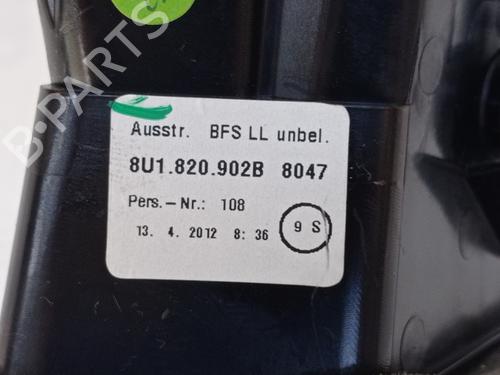 Ausstr. BFS LL unbel.
8U1.820.902B 8047
Pers.-Nr.: 108
13. 4. 2012 8: 36
9 S
B-PARTS